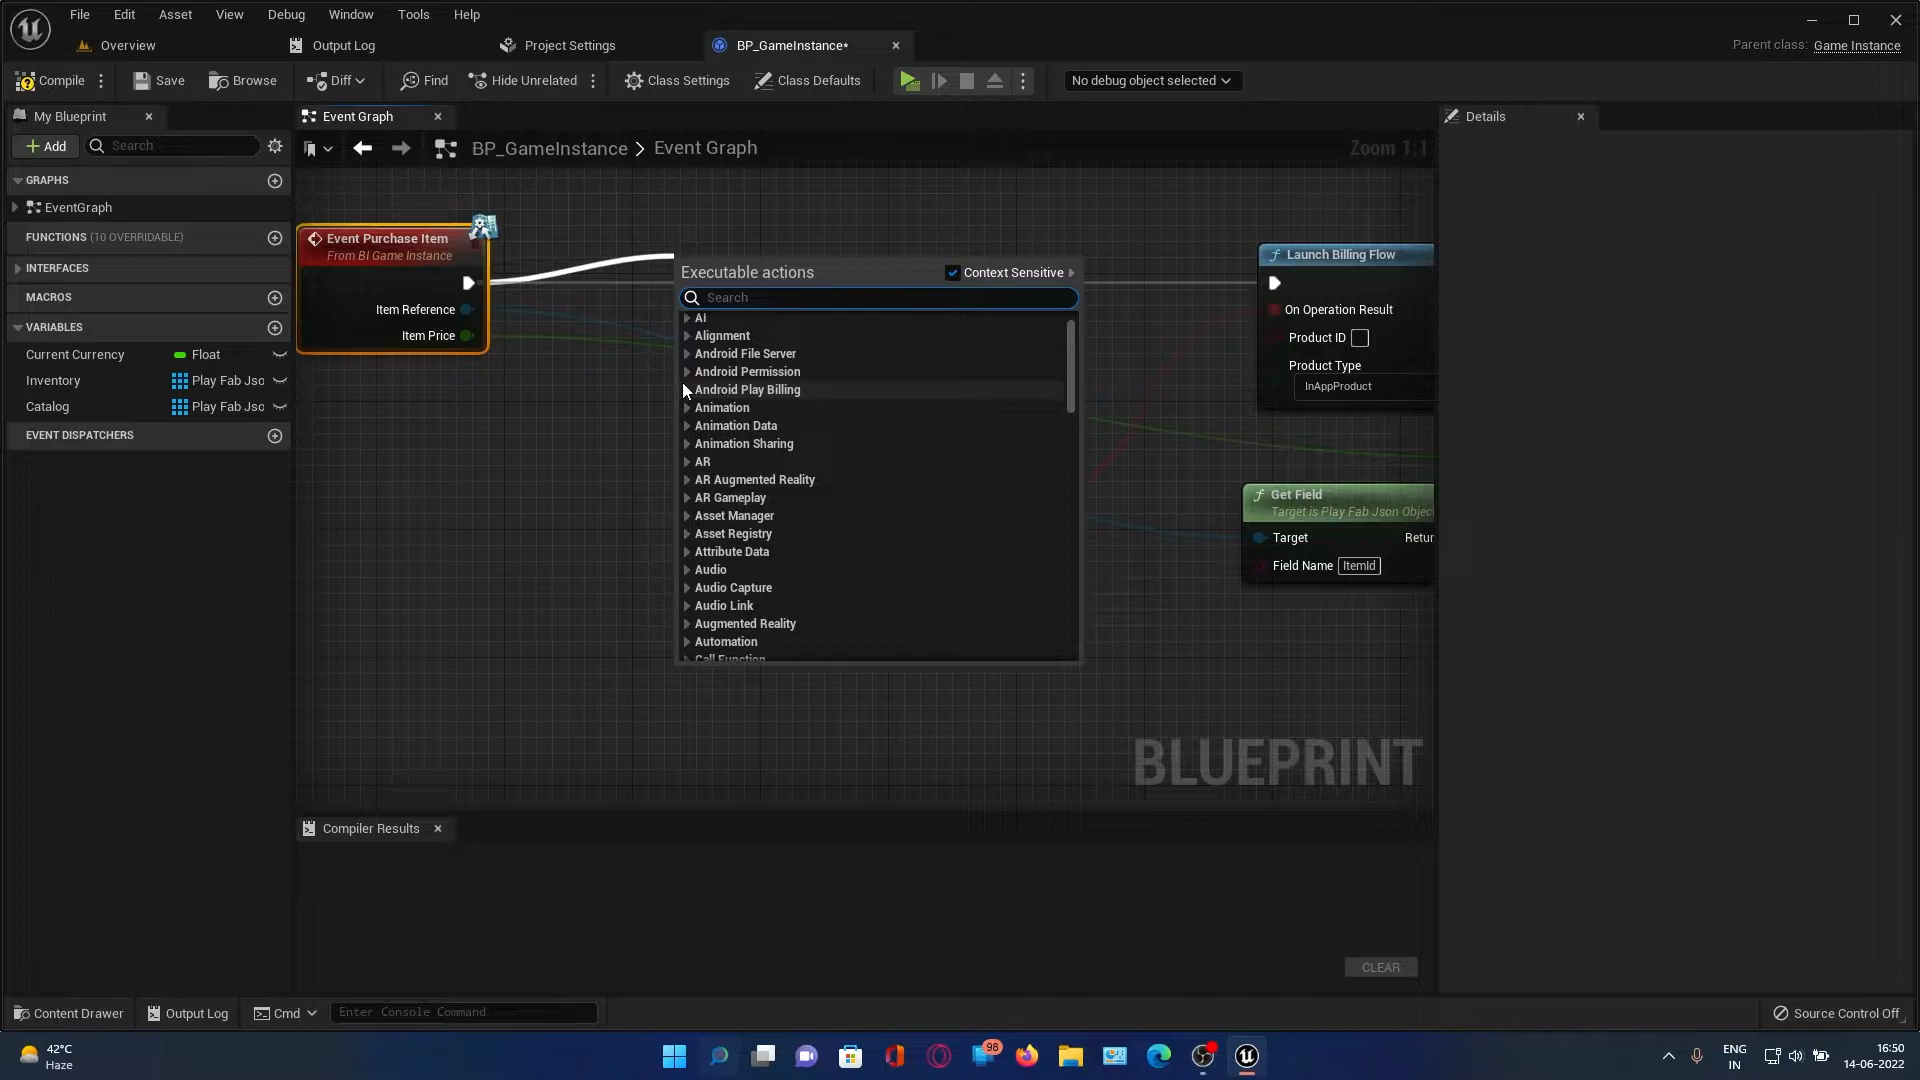 File Edit Asset View Debug Window Tools Help
Overview Output Log Project Settings BP_GameInstance* Parent class: Game Instance
Compile Save Browse Diff Find Hide Unrelated Class Settings Class Defaults No debug object selected
My Blueprint Event Graph Details
Add Search BP_GameInstance > Event Graph Zoom 1:1
GRAPHS
EventGraph
FUNCTIONS (10 OVERRIDABLE)
INTERFACES
MACROS
VARIABLES
Current Currency Float
Inventory Play Fab Jso
Catalog Play Fab Jso
EVENT DISPATCHERS
Event Purchase Item
From BI Game Instance
Item Reference
Item Price
Executable actions Context Sensitive
Search
AI
Alignment
Android File Server
Android Permission
Android Play Billing
Animation
Animation Data
Animation Sharing
AR
AR Augmented Reality
AR Gameplay
Asset Manager
Asset Registry
Attribute Data
Audio
Audio Capture
Audio Link
Augmented Reality
Automation
Call Function
Launch Billing Flow
On Operation Result
Product ID
Product Type
InAppProduct
Get Field
Target is Play Fab Json Objec
Target Retur
Field Name ItemId
BLUEPRINT
Compiler Results
CLEAR
Content Drawer Output Log Cmd Enter Console Command Source Control Off
42°C
Haze
98
ENG
IN
16:50
14-06-2022